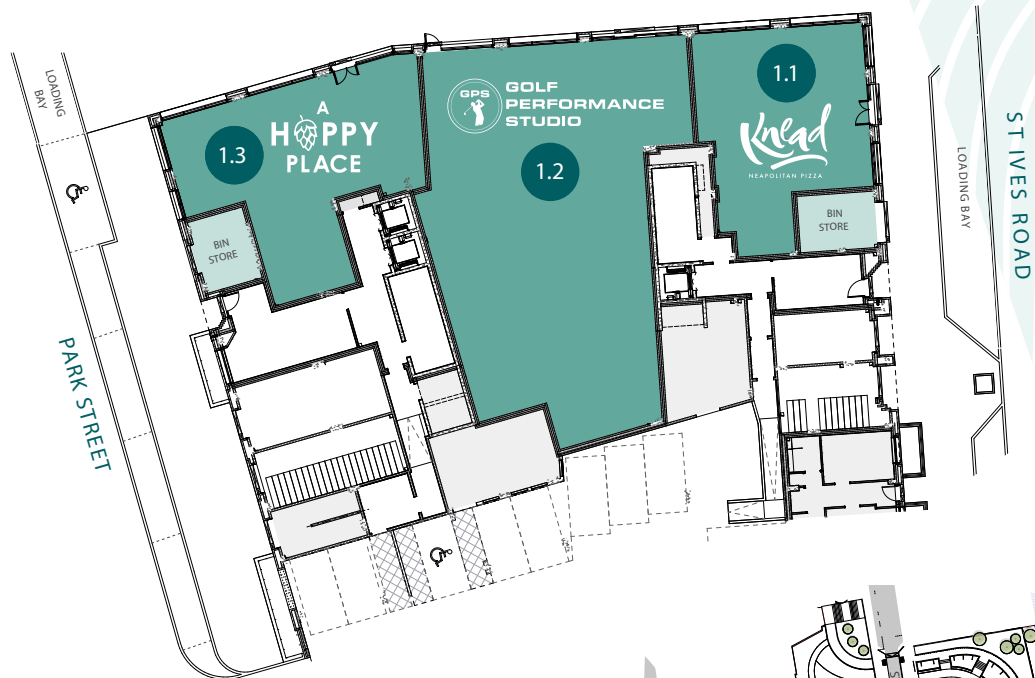 LOADING
BAY
1.3
A
HOPPY
PLACE
GPS
GOLF
PERFORMANCE
STUDIO
1.2
1.1
Knead
NEAPOLITAN PIZZA
BIN
STORE
BIN
STORE
LOADING BAY
ST IVES ROAD
PARK STREET